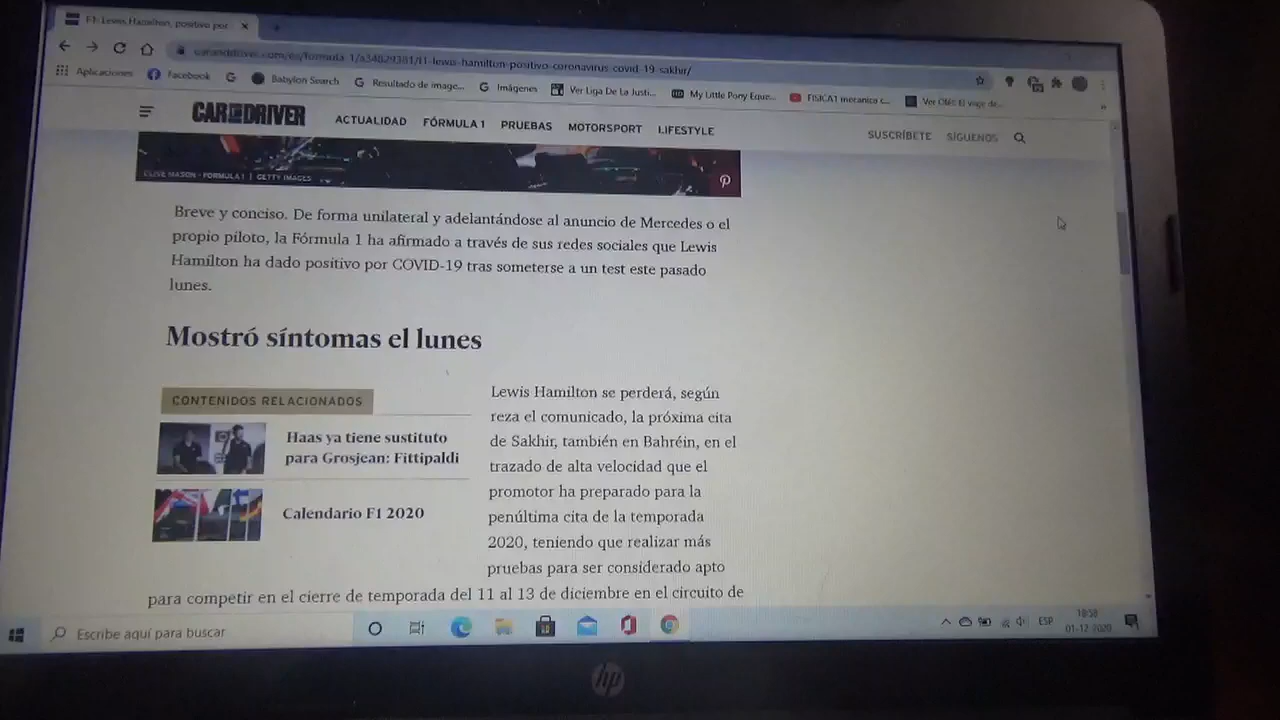 F1: Lewis Hamilton, positivo por
caranddriver.com/es/formula-1/a34829381/f1-lewis-hamilton-positivo-coronavirus-covid-19-sakhir/
Aplicaciones Facebook Babylon Search Resultado de image... Imágenes Ver Liga De La Justi... My Little Pony Eque... FISICA1 mecanica c... Ver Olé: El viaje de...
CAR AND DRIVER ACTUALIDAD FÓRMULA 1 PRUEBAS MOTORSPORT LIFESTYLE SUSCRÍBETE SÍGUENOS
CLIVE MASON - FORMULA 1 | GETTY IMAGES
Breve y conciso. De forma unilateral y adelantándose al anuncio de Mercedes o el
propio piloto, la Fórmula 1 ha afirmado a través de sus redes sociales que Lewis
Hamilton ha dado positivo por COVID-19 tras someterse a un test este pasado
lunes.
Mostró síntomas el lunes
CONTENIDOS RELACIONADOS
Haas ya tiene sustituto
para Grosjean: Fittipaldi
Calendario F1 2020
Lewis Hamilton se perderá, según
reza el comunicado, la próxima cita
de Sakhir, también en Bahréin, en el
trazado de alta velocidad que el
promotor ha preparado para la
penúltima cita de la temporada
2020, teniendo que realizar más
pruebas para ser considerado apto
para competir en el cierre de temporada del 11 al 13 de diciembre en el circuito de
Escribe aquí para buscar
ESP
18:58
01-12-2020
hp